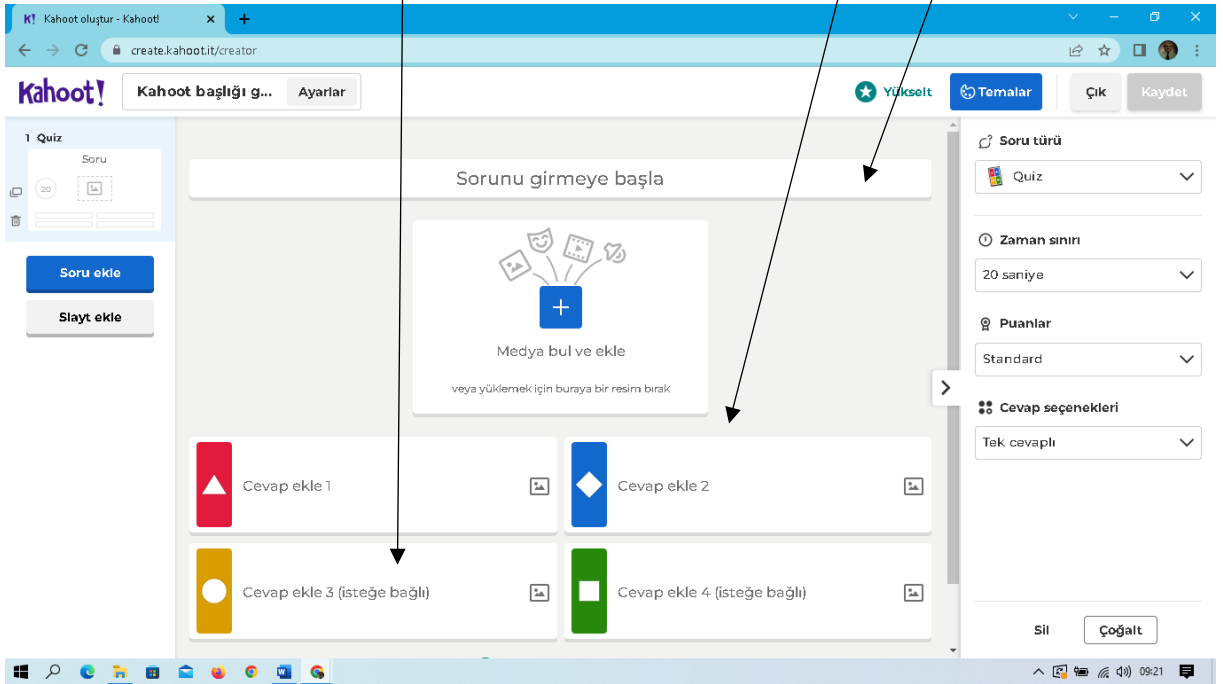 K! Kahoot oluştur - Kahoot!
create.kahoot.it/creator
Kahoot!
Kahoot başlığı g...
Ayarlar
Yükselt
Temalar
Çık
Kaydet
1 Quiz
Soru
20
Soru ekle
Slayt ekle
Sorunu girmeye başla
Medya bul ve ekle
veya yüklemek için buraya bir resim bırak
Cevap ekle 1
Cevap ekle 2
Cevap ekle 3 (isteğe bağlı)
Cevap ekle 4 (isteğe bağlı)
Soru türü
Quiz
Zaman sınırı
20 saniye
Puanlar
Standard
Cevap seçenekleri
Tek cevaplı
Sil
Çoğalt
09:21